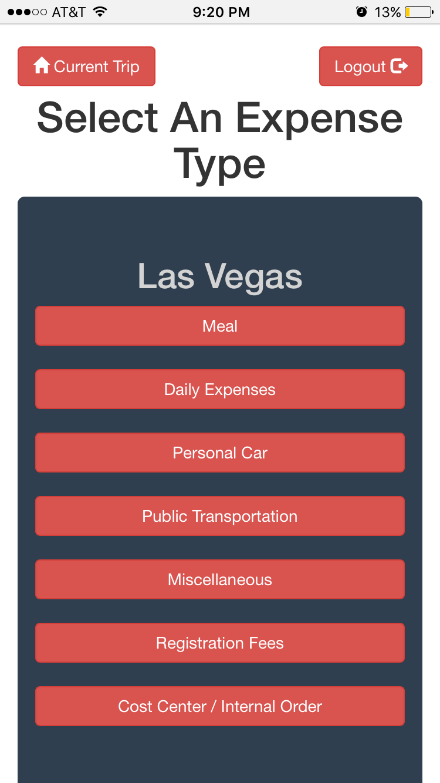 AT&T 9:20 PM 13%
Current Trip Logout
Select An Expense
Type
Las Vegas
Meal
Daily Expenses
Personal Car
Public Transportation
Miscellaneous
Registration Fees
Cost Center / Internal Order